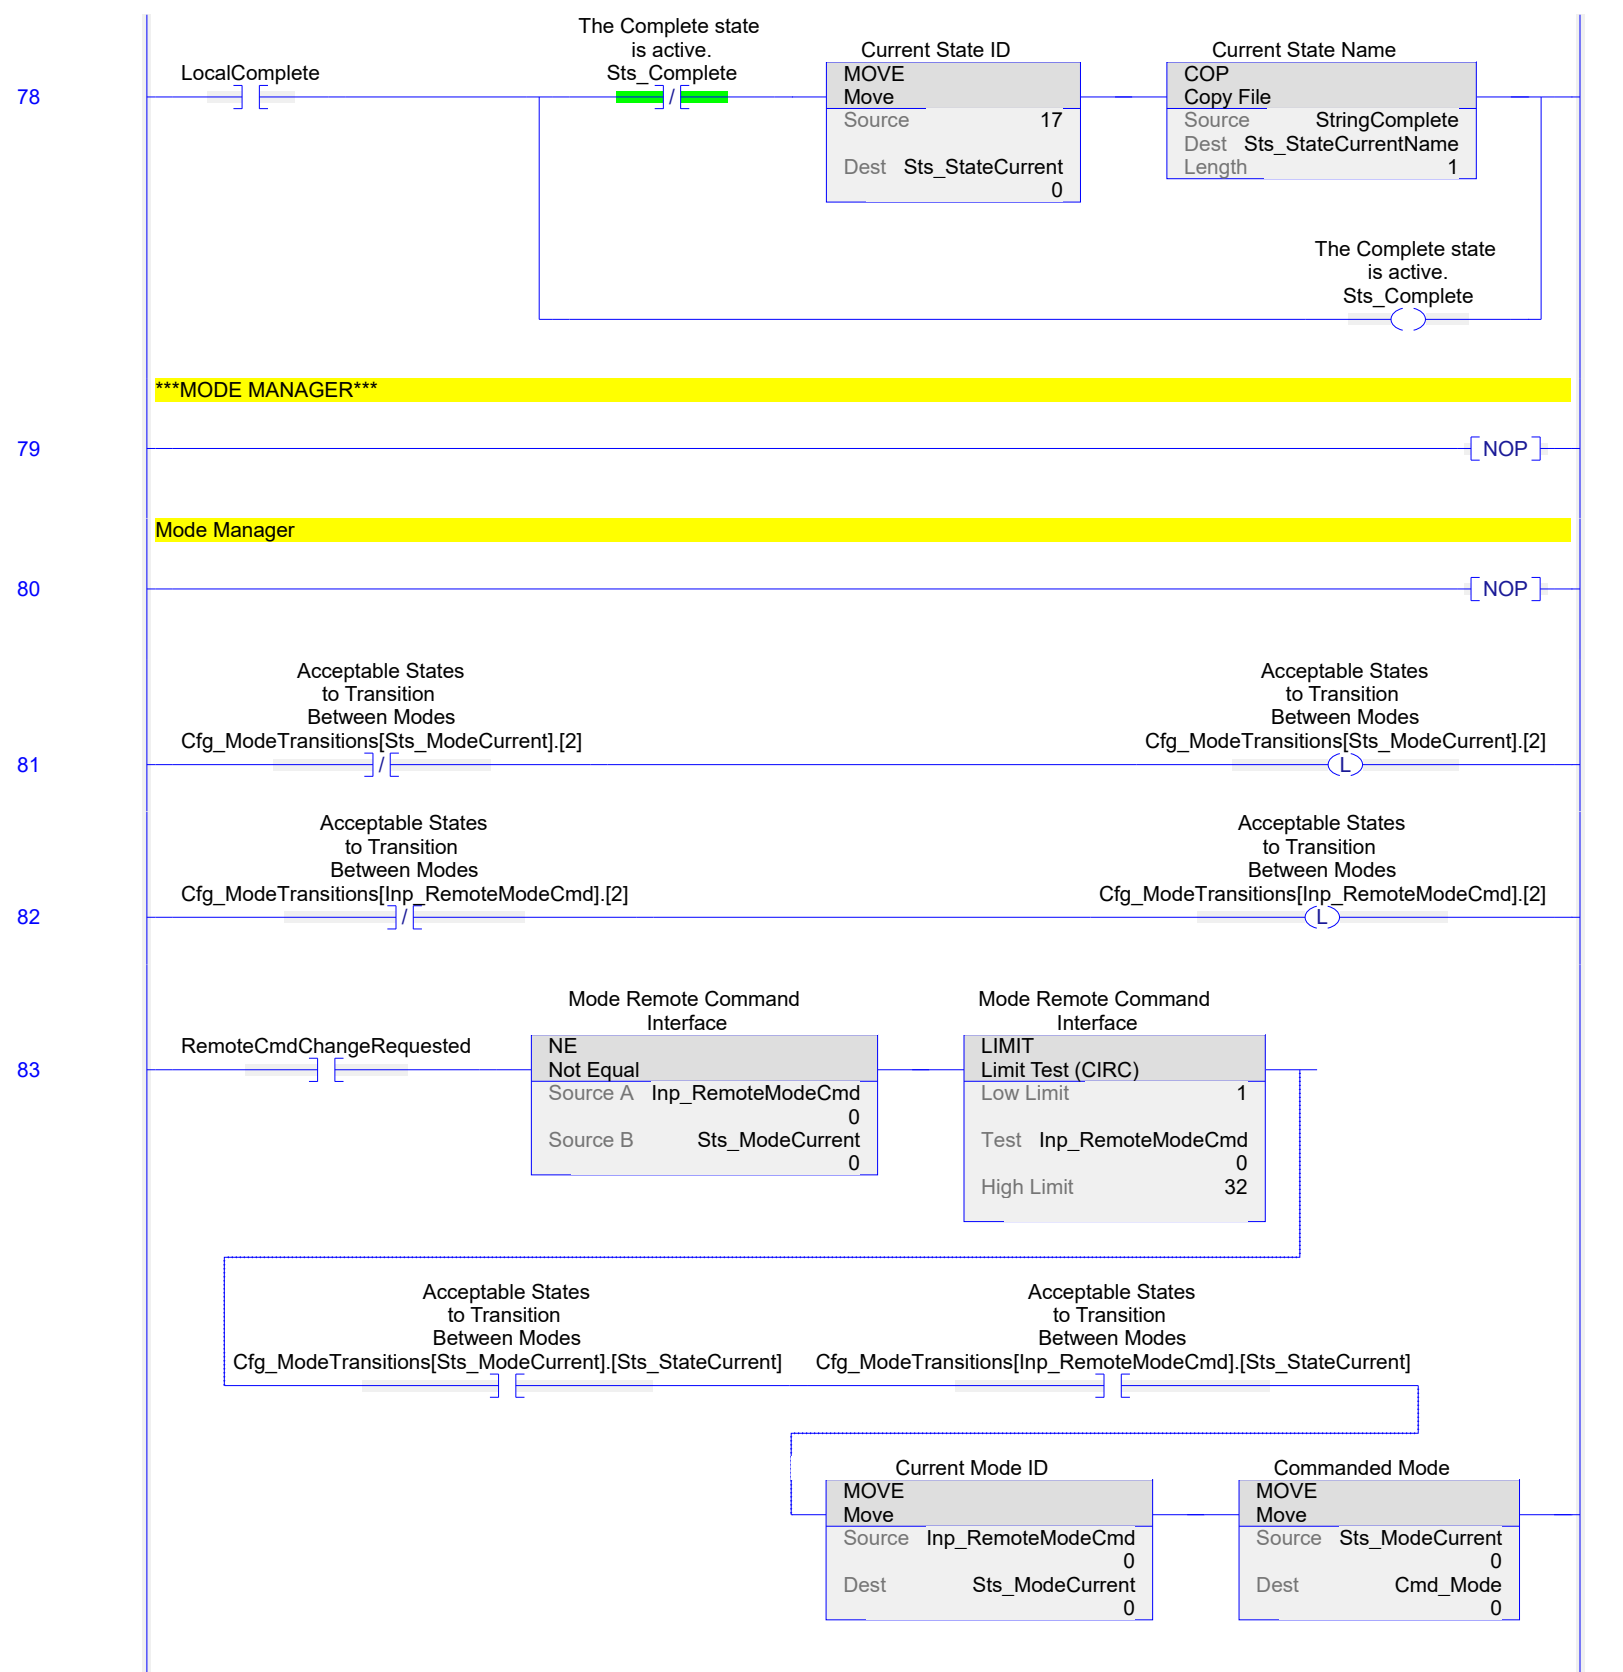 The Complete state
is active.
Sts_Complete
Current State ID
Current State Name
LocalComplete
MOVE
Move
Source 17
Dest Sts_StateCurrent
0
COP
Copy File
Source StringComplete
Dest Sts_StateCurrentName
Length 1
78
The Complete state
is active.
Sts_Complete
***MODE MANAGER***
79
NOP
Mode Manager
80
NOP
Acceptable States
to Transition
Between Modes
Cfg_ModeTransitions[Sts_ModeCurrent].[2]
Acceptable States
to Transition
Between Modes
Cfg_ModeTransitions[Sts_ModeCurrent].[2]
81
/
L
Acceptable States
to Transition
Between Modes
Cfg_ModeTransitions[Inp_RemoteModeCmd].[2]
Acceptable States
to Transition
Between Modes
Cfg_ModeTransitions[Inp_RemoteModeCmd].[2]
82
/
L
83
RemoteCmdChangeRequested
Mode Remote Command
Interface
NE
Not Equal
Source A Inp_RemoteModeCmd
0
Source B Sts_ModeCurrent
0
Mode Remote Command
Interface
LIMIT
Limit Test (CIRC)
Low Limit 1
Test Inp_RemoteModeCmd
0
High Limit 32
Acceptable States
to Transition
Between Modes
Cfg_ModeTransitions[Sts_ModeCurrent].[Sts_StateCurrent]
Acceptable States
to Transition
Between Modes
Cfg_ModeTransitions[Inp_RemoteModeCmd].[Sts_StateCurrent]
Current Mode ID
MOVE
Move
Source Inp_RemoteModeCmd
0
Dest Sts_ModeCurrent
0
Commanded Mode
MOVE
Move
Source Sts_ModeCurrent
0
Dest Cmd_Mode
0